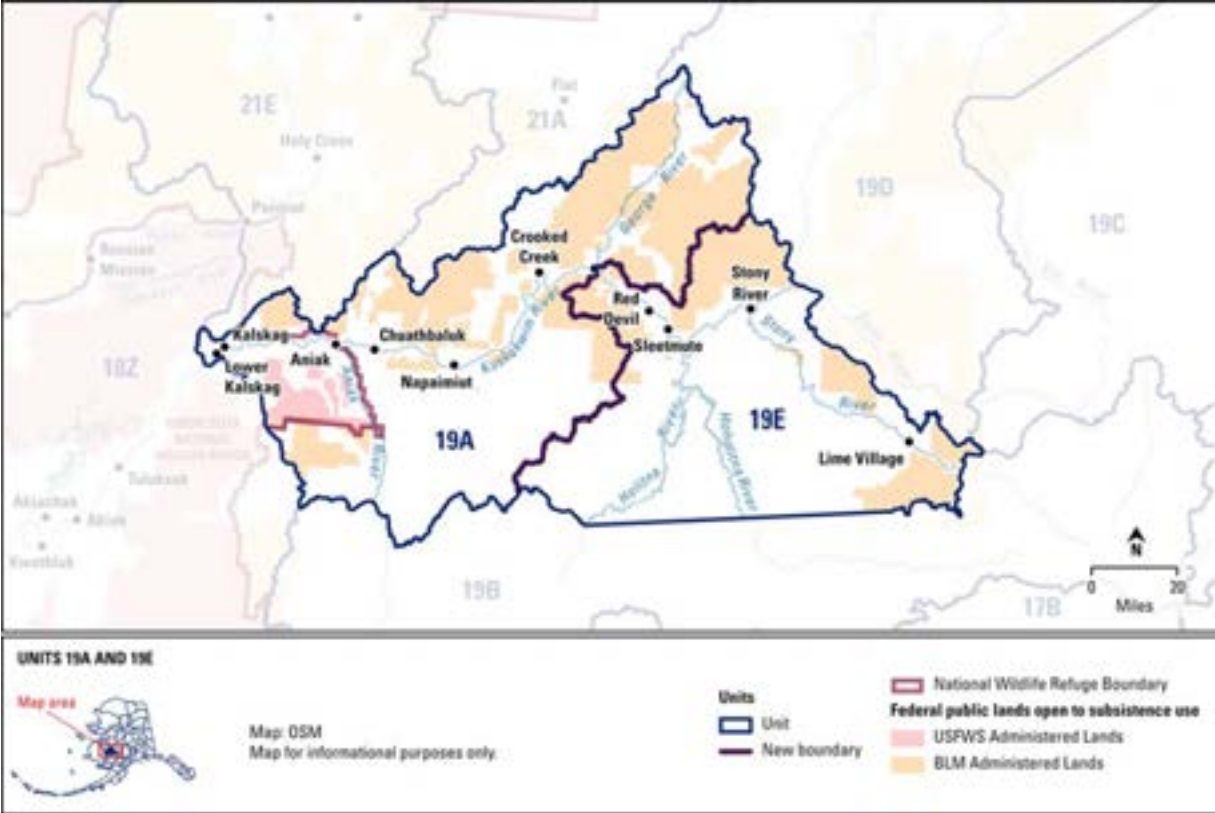 21E
Flat
21A
Holy Cross
Paimiut
19D
19C
Russian
Mission
George River
Crooked
Creek
Stony
River
Red
Devil
Sleetmute
Kuskokwim River
Kalskag
Lower
Kalskag
Aniak
Chuathbaluk
Napaimiut
Aniak
River
18Z
19A
19E
Stony
River
Lime Village
Holitna
River
Hoholitna River
Tuluksak
Akiachak
Akiak
Kwethluk
19B
17B
N
0 20
Miles
UNITS 19A AND 19E
Map area
Map: OSM
Map for informational purposes only.
Units
Unit
New boundary
National Wildlife Refuge Boundary
Federal public lands open to subsistence use
USFWS Administered Lands
BLM Administered Lands